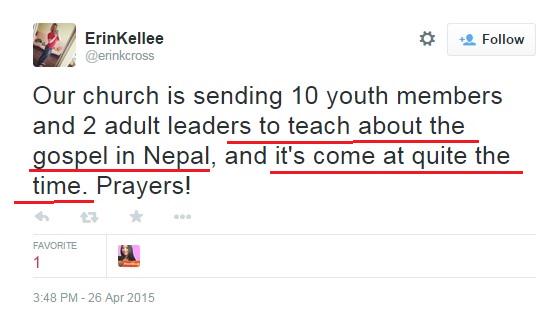 ErinKellee
@erinkcross
Follow
Our church is sending 10 youth members
and 2 adult leaders to teach about the
gospel in Nepal, and it's come at quite the
time. Prayers!
FAVORITE
1
3:48 PM - 26 Apr 2015